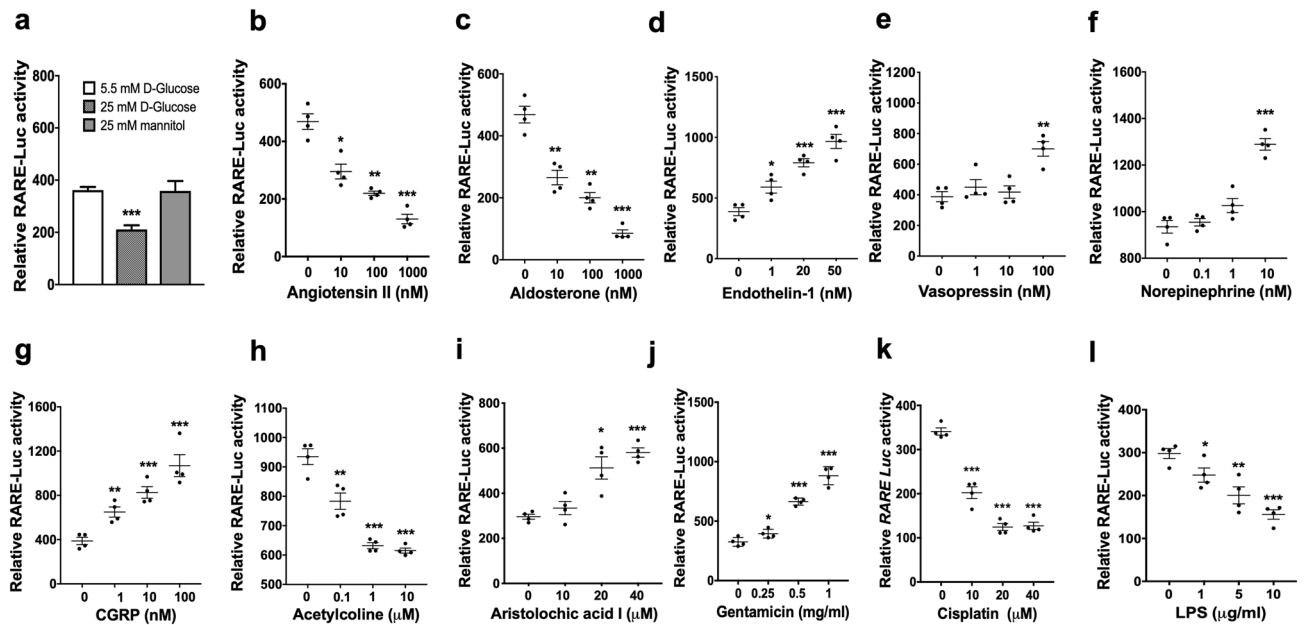 a
Relative RARE-Luc activity
800
600
400
200
0
5.5 mM D-Glucose
25 mM D-Glucose
25 mM mannitol
***
b
Relative RARE-Luc activity
600
400
200
0
*
**
***
0 10 100 1000
Angiotensin II (nM)
c
Relative RARE-Luc activity
600
400
200
0
**
**
***
0 10 100 1000
Aldosterone (nM)
d
Relative RARE-Luc activity
1500
1000
500
0
*
***
***
0 1 20 50
Endothelin-1 (nM)
e
Relative RARE-Luc activity
1200
1000
800
600
400
200
0
**
0 1 10 100
Vasopressin (nM)
f
Relative RARE-Luc activity
1600
1400
1200
1000
800
***
0 0.1 1 10
Norepinephrine (nM)
g
Relative RARE-Luc activity
1600
1200
800
400
0
**
***
***
0 1 10 100
CGRP (nM)
h
Relative RARE-Luc activity
1100
1000
900
800
700
600
500
**
***
***
0 0.1 1 10
Acetylcoline (μM)
i
Relative RARE-Luc activity
800
600
400
200
0
*
***
0 10 20 40
Aristolochic acid I (μM)
j
Relative RARE-Luc activity
1500
1000
500
0
*
***
***
0 0.25 0.5 1
Gentamicin (mg/ml)
k
Relative RARE Luc activity
400
300
200
100
0
***
***
***
0 10 20 40
Cisplatin (μM)
l
Relative RARE-Luc activity
400
300
200
100
0
*
**
***
0 1 5 10
LPS (μg/ml)